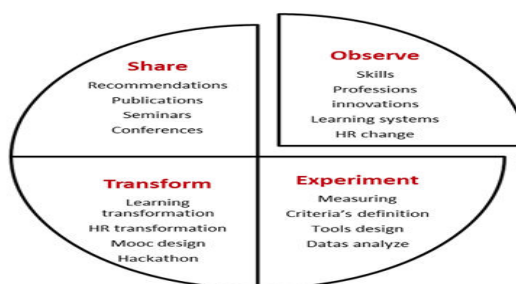 Share
Recommendations
Publications
Seminars
Conferences
Observe
Skills
Professions
innovations
Learning systems
HR change
Transform
Learning
transformation
HR transformation
Mooc design
Hackathon
Experiment
Measuring
Criteria's definition
Tools design
Datas analyze